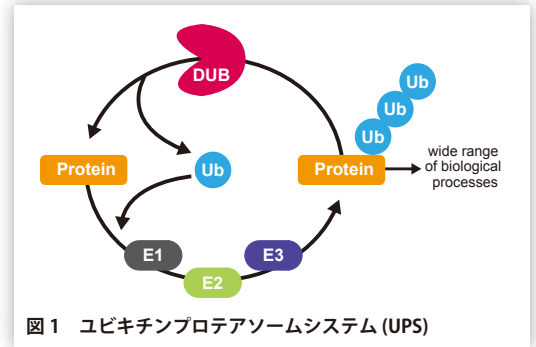 DUB
Ub
Ub
Ub
Protein
Ub
Protein
wide range
of biological
processes
E1
E3
E2
図 1 ユビキチンプロテアソームシステム (UPS)